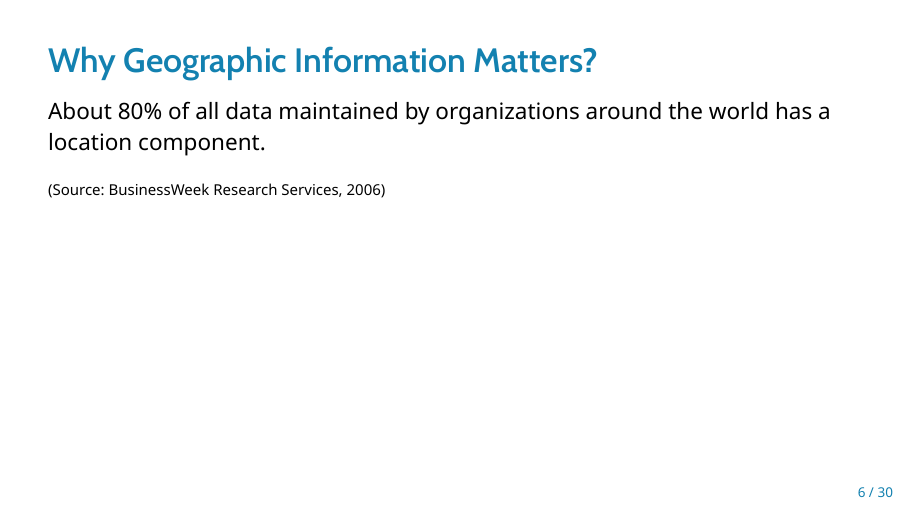 Why Geographic Information Matters?
About 80% of all data maintained by organizations around the world has a
location component.
(Source: BusinessWeek Research Services, 2006)
6 / 30